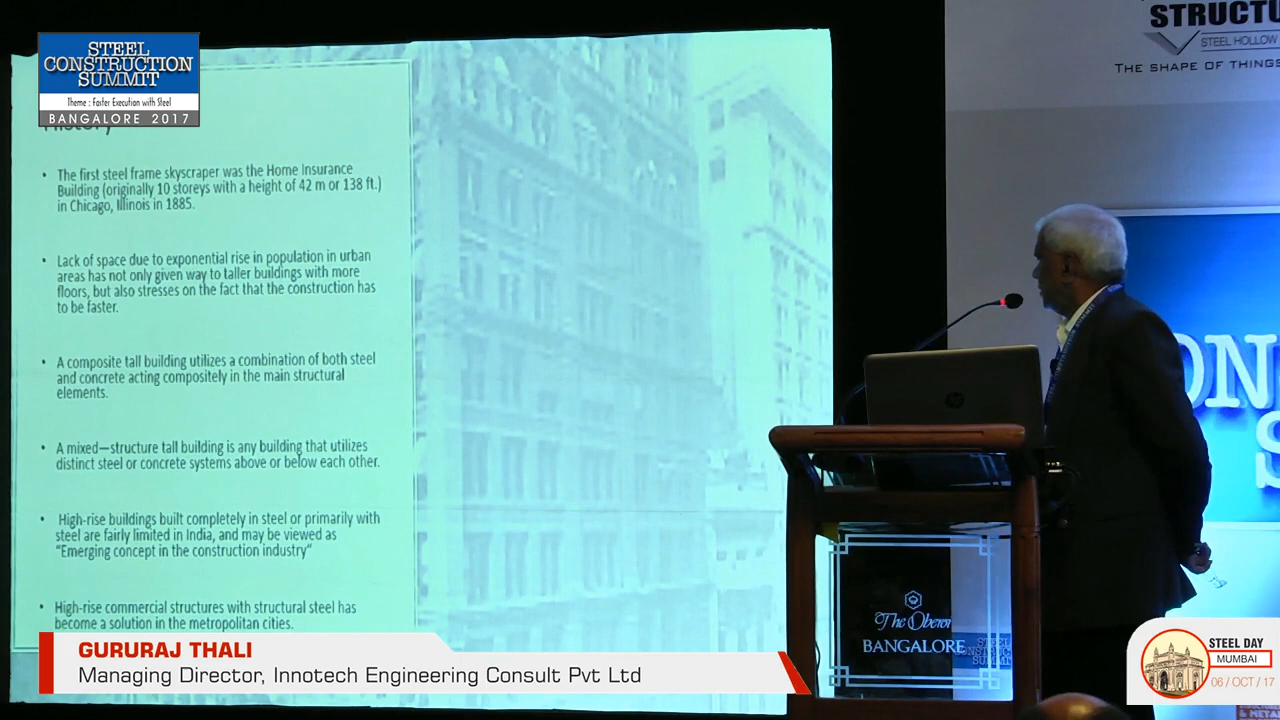 STEEL
CONSTRUCTION
SUMMIT
Theme : Faster Execution with Steel
BANGALORE 2017
History
• The first steel frame skyscraper was the Home Insurance
Building (originally 10 storeys with a height of 42 m or 138 ft.)
in Chicago, Illinois in 1885.
• Lack of space due to exponential rise in population in urban
areas has not only given way to taller buildings with more
floors, but also stresses on the fact that the construction has
to be faster.
• A composite tall building utilizes a combination of both steel
and concrete acting compositely in the main structural
elements.
• A mixed—structure tall building is any building that utilizes
distinct steel or concrete systems above or below each other.
• High-rise buildings built completely in steel or primarily with
steel are fairly limited in India, and may be viewed as
"Emerging concept in the construction industry"
• High-rise commercial structures with structural steel has
become a solution in the metropolitan cities.
GURURAJ THALI
Managing Director, Innotech Engineering Consult Pvt Ltd
STRUCTU
STEEL HOLLOW
THE SHAPE OF THINGS
ON
S
hp
The Oberoi
BANGALORE
STEEL
CONSTRUCTION
SUMMIT
STEEL DAY
MUMBAI
06 / OCT / 17